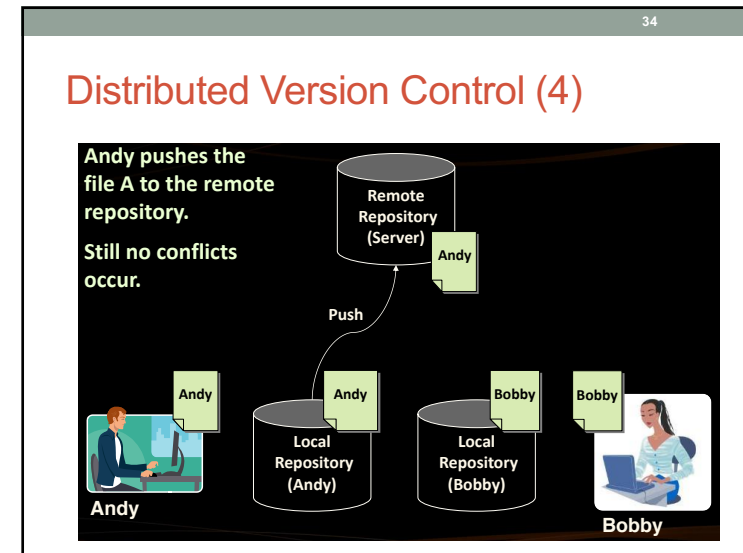 34
Distributed Version Control (4)
Andy pushes the
file A to the remote
repository.
Still no conflicts
occur.
Remote
Repository
(Server)
Andy
Push
Andy
Andy
Bobby
Bobby
Local
Repository
(Andy)
Local
Repository
(Bobby)
Andy
Bobby